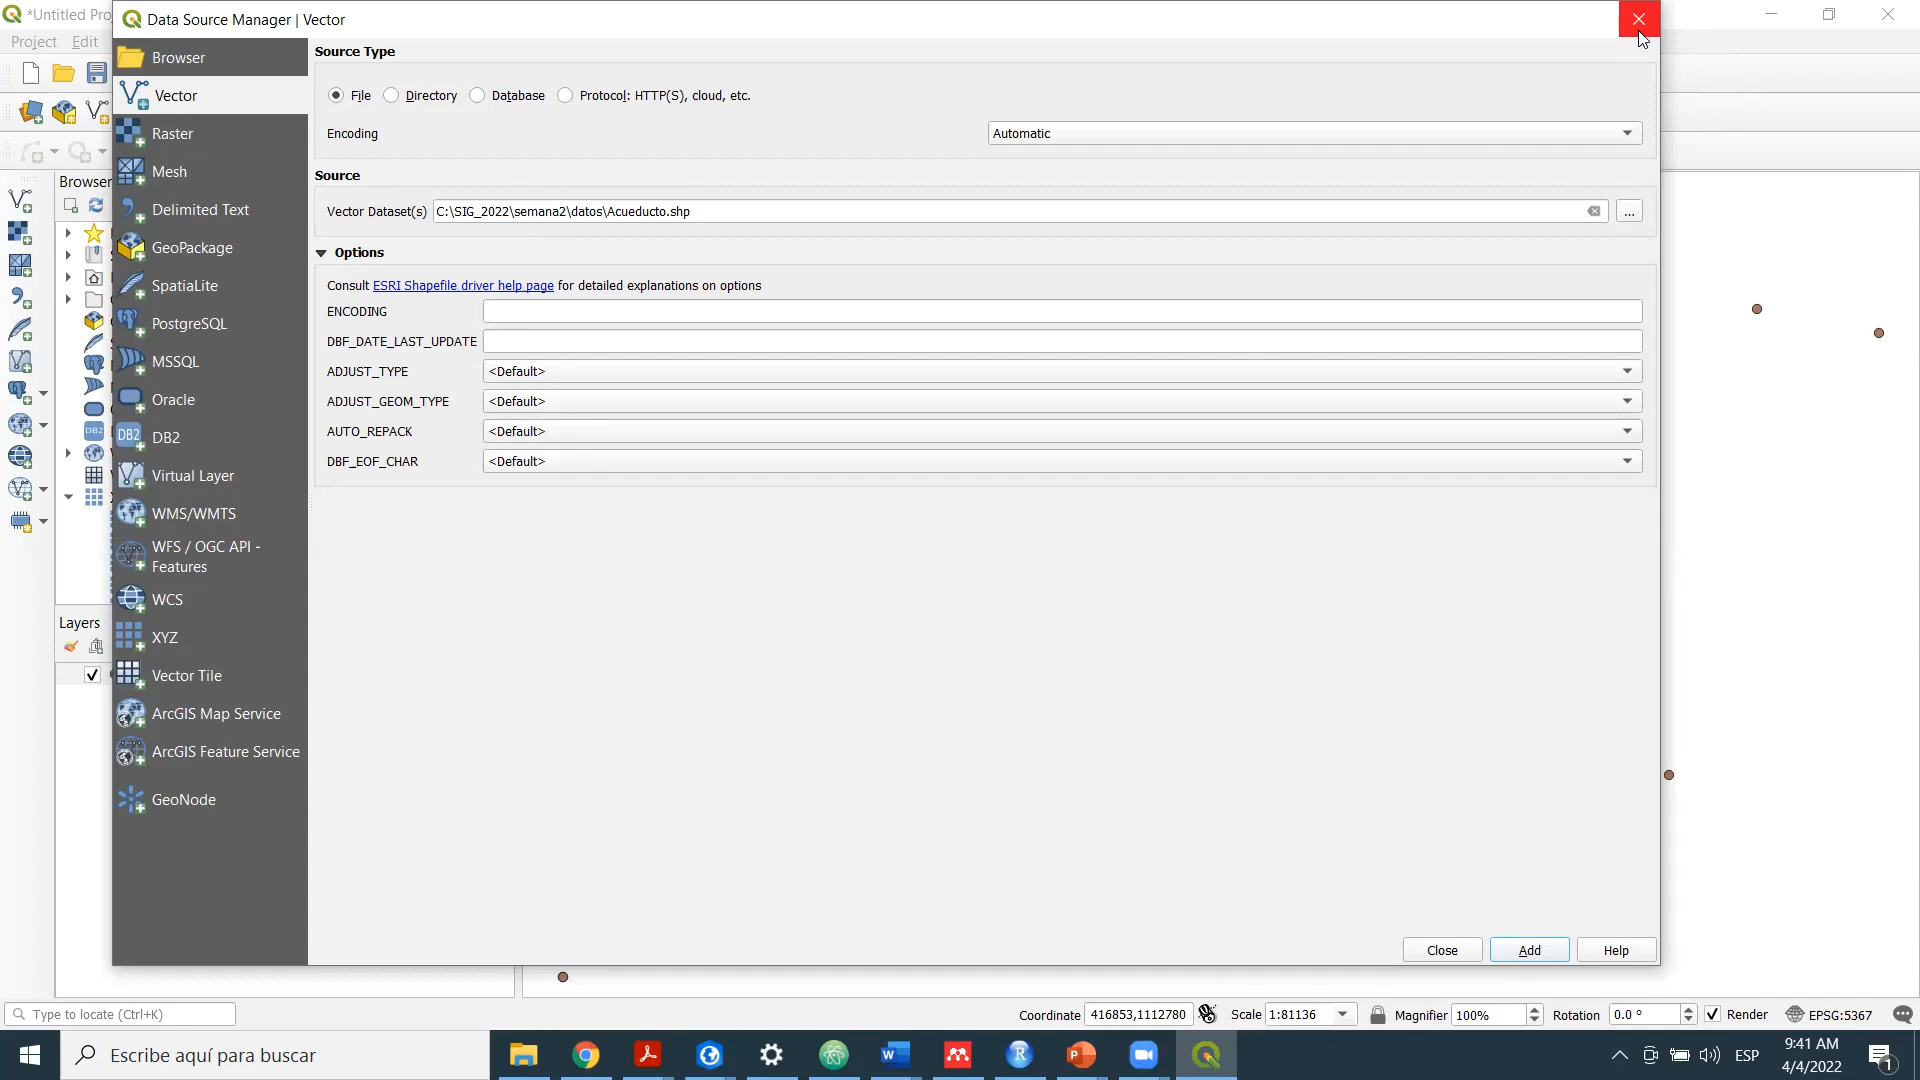 *Untitled Pro
Data Source Manager | Vector
Project Edit
Browser
Vector
Raster
Mesh
Delimited Text
GeoPackage
SpatiaLite
PostgreSQL
MSSQL
Oracle
DB2
Virtual Layer
WMS/WMTS
WFS / OGC API -
Features
WCS
XYZ
Vector Tile
ArcGIS Map Service
ArcGIS Feature Service
GeoNode
Source Type
File Directory Database Protocol: HTTP(S), cloud, etc.
Encoding Automatic
Source
Vector Dataset(s) C:\SIG_2022\semana2\datos\Acueducto.shp ...
Options
Consult ESRI Shapefile driver help page for detailed explanations on options
ENCODING
DBF_DATE_LAST_UPDATE
ADJUST_TYPE <Default>
ADJUST_GEOM_TYPE <Default>
AUTO_REPACK <Default>
DBF_EOF_CHAR <Default>
Close Add Help
Browser
DB2
Layers
Type to locate (Ctrl+K)
Coordinate 416853,1112780 Scale 1:81136 Magnifier 100% Rotation 0.0 ° Render EPSG:5367
Escribe aquí para buscar
ESP
9:41 AM
4/4/2022
1